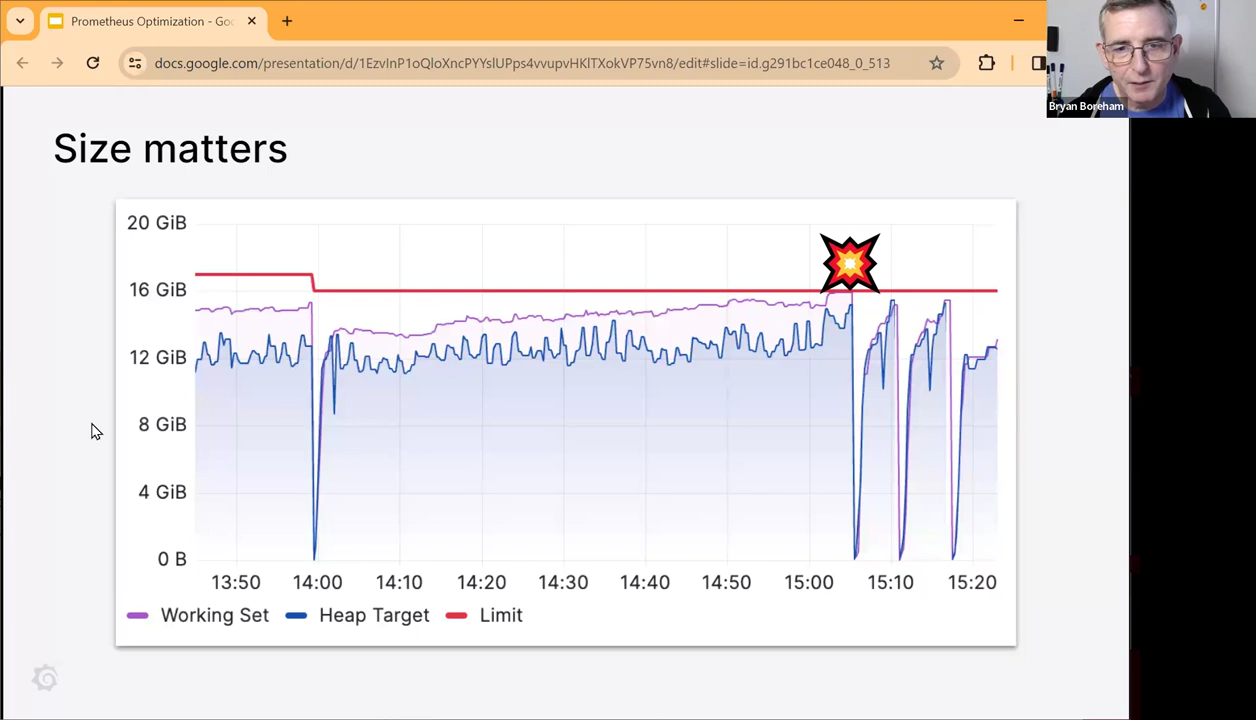 Prometheus Optimization - Goo
docs.google.com/presentation/d/1EzvInP1oQIoXncPYYslUPps4vvupvHKlTXokVP75vn8/edit#slide=id.g291bc1ce048_0_513
Bryan Boreham
Size matters
20 GiB
16 GiB
12 GiB
8 GiB
4 GiB
0 B
13:50 14:00 14:10 14:20 14:30 14:40 14:50 15:00 15:10 15:20
Working Set Heap Target Limit